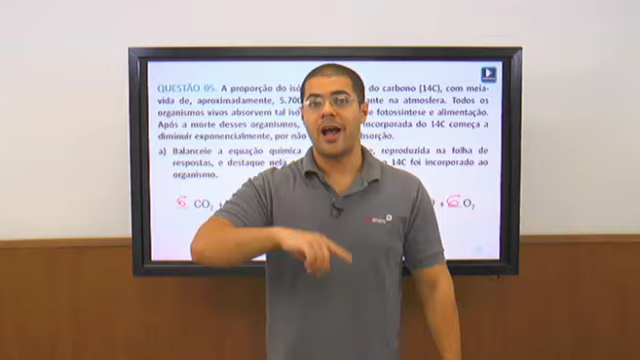 QUESTÃO 05. A proporção do isó do carbono (14C), com meia-
vida de, aproximadamente, 5.70 ante na atmosfera. Todos os
organismos vivos absorvem tal isó e fotossíntese e alimentação.
Após a morte desses organismos, incorporada do 14C começa a
diminuir exponencialmente, por não sorção.
a) Balanceie a equação química reproduzida na folha de
respostas, e destaque nela o 14C foi incorporado ao
organismo.
6 CO2 + + 6 O2